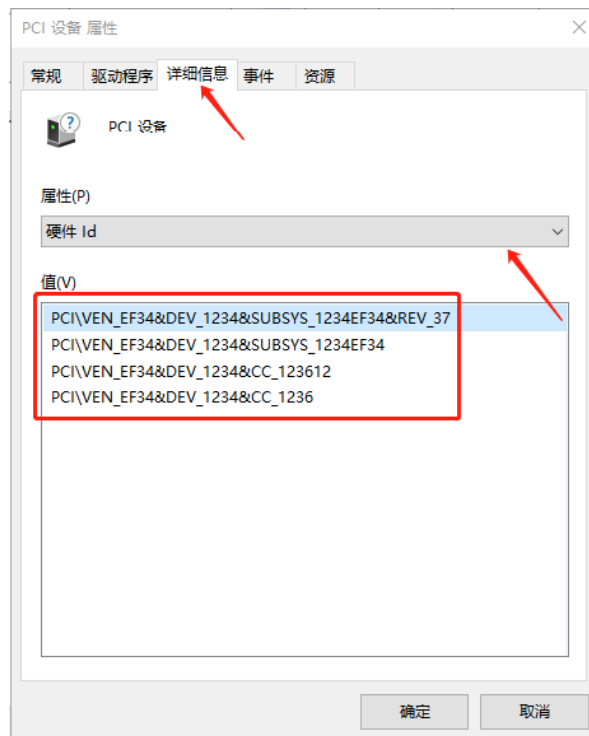 PCI 设备 属性
常规 驱动程序 详细信息 事件 资源
PCI 设备
属性(P)
硬件 Id
值(V)
PCI\VEN_EF34&DEV_1234&SUBSYS_1234EF34&REV_37
PCI\VEN_EF34&DEV_1234&SUBSYS_1234EF34
PCI\VEN_EF34&DEV_1234&CC_123612
PCI\VEN_EF34&DEV_1234&CC_1236
确定 取消